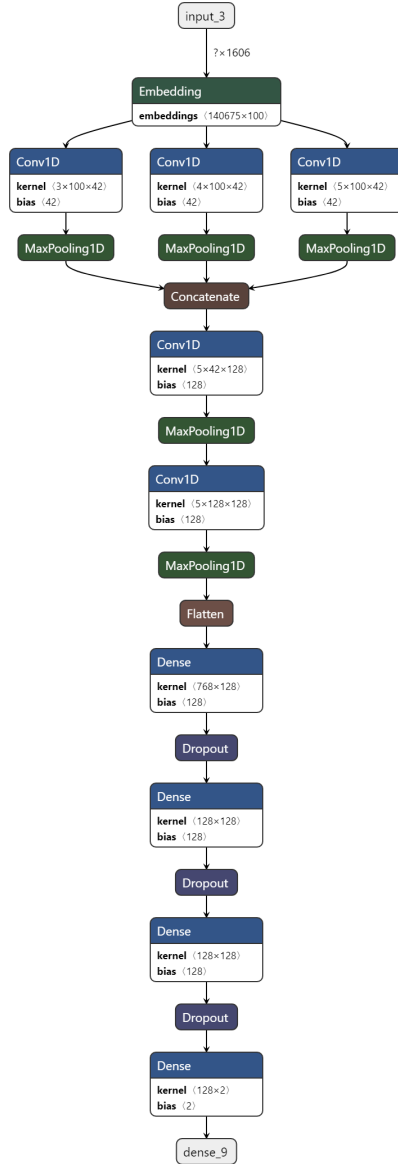 input_3
?×1606
Embedding
embeddings ⟨140675×100⟩
Conv1D
kernel ⟨3×100×42⟩
bias ⟨42⟩
Conv1D
kernel ⟨4×100×42⟩
bias ⟨42⟩
Conv1D
kernel ⟨5×100×42⟩
bias ⟨42⟩
MaxPooling1D
MaxPooling1D
MaxPooling1D
Concatenate
Conv1D
kernel ⟨5×42×128⟩
bias ⟨128⟩
MaxPooling1D
Conv1D
kernel ⟨5×128×128⟩
bias ⟨128⟩
MaxPooling1D
Flatten
Dense
kernel ⟨768×128⟩
bias ⟨128⟩
Dropout
Dense
kernel ⟨128×128⟩
bias ⟨128⟩
Dropout
Dense
kernel ⟨128×128⟩
bias ⟨128⟩
Dropout
Dense
kernel ⟨128×2⟩
bias ⟨2⟩
dense_9